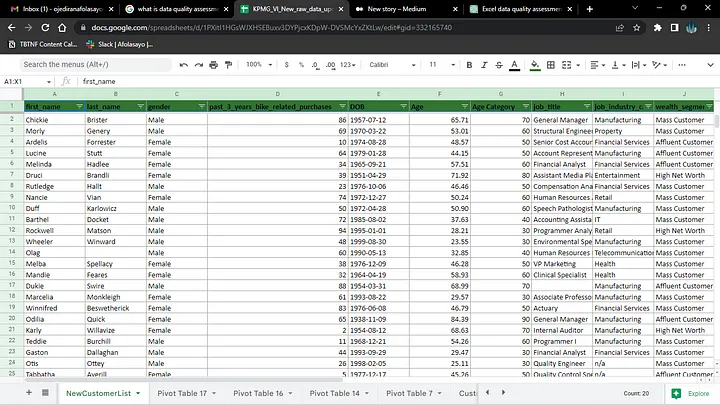 Inbox (1) - ojediranafolasayo
what is data quality assessmen
KPMG_VI_New_raw_data_up
New story – Medium
Excel data quality assessment
docs.google.com/spreadsheets/d/1PXitI1HGsWJXHSEBuxv3DYPjcxKDpW-DVSMcYxZKtLw/edit#gid=332165740
TBTNF Content Cal...
LinkedIn
Slack | Afolasayo...
Search the menus (Alt+/)
100% $ % .0 .00 123 Calibri 11 B I S A
A1:X1 fx first_name
A B C D E F G H I J
1 first_name last_name gender past_3_years_bike_related_purchases DOB Age Age Category job_title job_industry_c wealth_segme
2 Chickie Brister Male 86 1957-07-12 65.71 70 General Manager Manufacturing Mass Customer
3 Morly Genery Male 69 1970-03-22 53.01 60 Structural Engineer Property Mass Customer
4 Ardelis Forrester Female 10 1974-08-28 48.57 50 Senior Cost Accou Financial Services Affluent Customer
5 Lucine Stutt Female 64 1979-01-28 44.15 50 Account Represent Manufacturing Affluent Customer
6 Melinda Hadlee Female 34 1965-09-21 57.51 60 Financial Analyst Financial Services Affluent Customer
7 Druci Brandli Female 39 1951-04-29 71.92 80 Assistant Media Pl Entertainment High Net Worth
8 Rutledge Hallt Male 23 1976-10-06 46.46 50 Compensation Ana Financial Services Mass Customer
9 Nancie Vian Female 74 1972-12-27 50.24 60 Human Resources Retail Mass Customer
10 Duff Karlowicz Male 50 1972-04-28 50.90 60 Speech Pathologist Manufacturing Mass Customer
11 Barthel Docket Male 72 1985-08-02 37.63 40 Accounting Assista IT Mass Customer
12 Rockwell Matson Male 94 1995-01-01 28.21 30 Programmer Analy Retail High Net Worth
13 Wheeler Winward Male 48 1999-08-30 23.55 30 Environmental Spe Manufacturing Mass Customer
14 Olag Male 60 1990-05-13 32.85 40 Human Resources Telecommunication Mass Customer
15 Melba Spellacy Female 38 1976-12-09 46.28 50 VP Marketing Health Mass Customer
16 Mandie Feares Female 32 1964-04-19 58.93 60 Clinical Specialist Health Mass Customer
17 Dukie Swire Male 88 1954-03-31 68.99 70 Manufacturing Affluent Customer
18 Marcelia Monkleigh Female 61 1993-08-22 29.57 30 Associate Professo Manufacturing Mass Customer
19 Winnifred Beswetherick Female 83 1976-06-08 46.79 50 Actuary Financial Services Mass Customer
20 Odilia Quick Female 65 1938-11-09 84.39 90 General Manager Manufacturing Affluent Customer
21 Karly Willavize Female 2 1954-08-12 68.63 70 Internal Auditor Manufacturing High Net Worth
22 Teddie Burchill Male 11 1968-12-21 54.26 60 Programmer I Manufacturing Mass Customer
23 Gaston Dallaghan Male 44 1993-09-29 29.47 30 Financial Analyst Financial Services Mass Customer
24 Otis Ottey Male 26 1998-02-05 25.11 30 Quality Engineer n/a Mass Customer
25 Tabbatha Averill Female 5 1977-12-17 45.26 50 Quality Control Spe n/a Affluent Customer
NewCustomerList Pivot Table 17 Pivot Table 16 Pivot Table 14 Pivot Table 7 Cust Count: 20 Explore